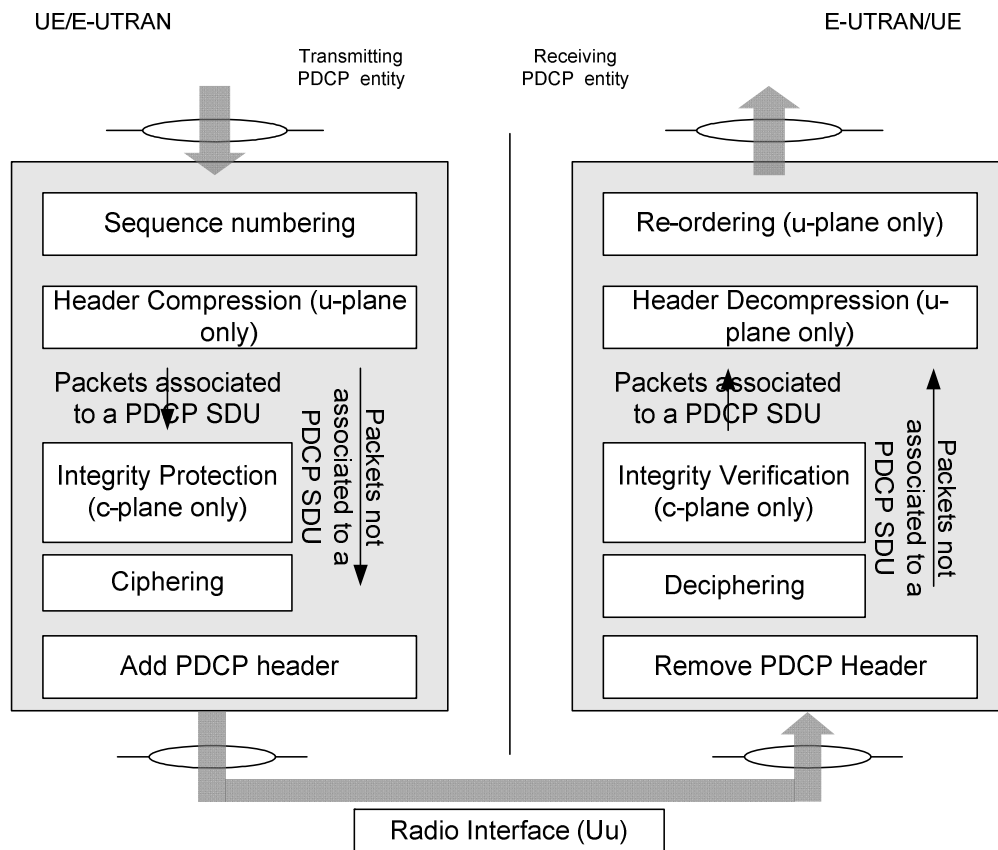 UE/E-UTRAN
E-UTRAN/UE
Transmitting
PDCP entity
Receiving
PDCP entity
Sequence numbering
Header Compression (u-plane
only)
Packets associated
to a PDCP SDU
Packets not
associated to a
PDCP SDU
Integrity Protection
(c-plane only)
Ciphering
Add PDCP header
Re-ordering (u-plane only)
Header Decompression (u-
plane only)
Packets associated
to a PDCP SDU
Packets not
associated to a
PDCP SDU
Integrity Verification
(c-plane only)
Deciphering
Remove PDCP Header
Radio Interface (Uu)